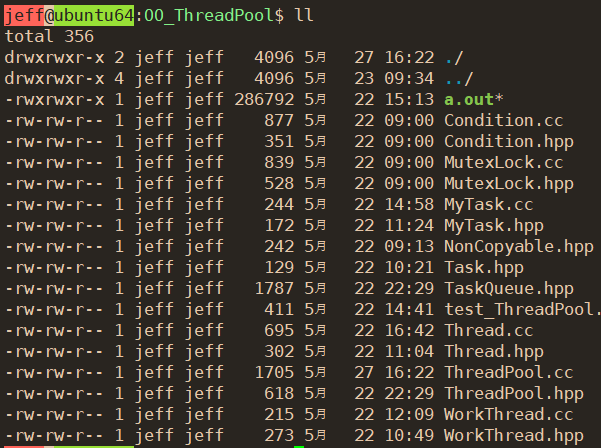 jeff@ubuntu64:OO_ThreadPool$ ll
total 356
drwxrwxr-x 2 jeff jeff   4096 5月  27 16:22 ./
drwxrwxr-x 4 jeff jeff   4096 5月  23 09:34 ../
-rwxrwxr-x 1 jeff jeff 286792 5月  22 15:13 a.out*
-rw-rw-r-- 1 jeff jeff    877 5月  22 09:00 Condition.cc
-rw-rw-r-- 1 jeff jeff    351 5月  22 09:00 Condition.hpp
-rw-rw-r-- 1 jeff jeff    839 5月  22 09:00 MutexLock.cc
-rw-rw-r-- 1 jeff jeff    528 5月  22 09:00 MutexLock.hpp
-rw-rw-r-- 1 jeff jeff    244 5月  22 14:58 MyTask.cc
-rw-rw-r-- 1 jeff jeff    172 5月  22 11:24 MyTask.hpp
-rw-rw-r-- 1 jeff jeff    242 5月  22 09:13 NonCopyable.hpp
-rw-rw-r-- 1 jeff jeff    129 5月  22 10:21 Task.hpp
-rw-rw-r-- 1 jeff jeff   1787 5月  22 22:29 TaskQueue.hpp
-rw-rw-r-- 1 jeff jeff    411 5月  22 14:41 test_ThreadPool.
-rw-rw-r-- 1 jeff jeff    695 5月  22 16:42 Thread.cc
-rw-rw-r-- 1 jeff jeff    302 5月  22 11:04 Thread.hpp
-rw-rw-r-- 1 jeff jeff   1705 5月  27 16:22 ThreadPool.cc
-rw-rw-r-- 1 jeff jeff    618 5月  22 22:29 ThreadPool.hpp
-rw-rw-r-- 1 jeff jeff    215 5月  22 12:09 WorkThread.cc
-rw-rw-r-- 1 jeff jeff    273 5月  22 10:49 WorkThread.hpp